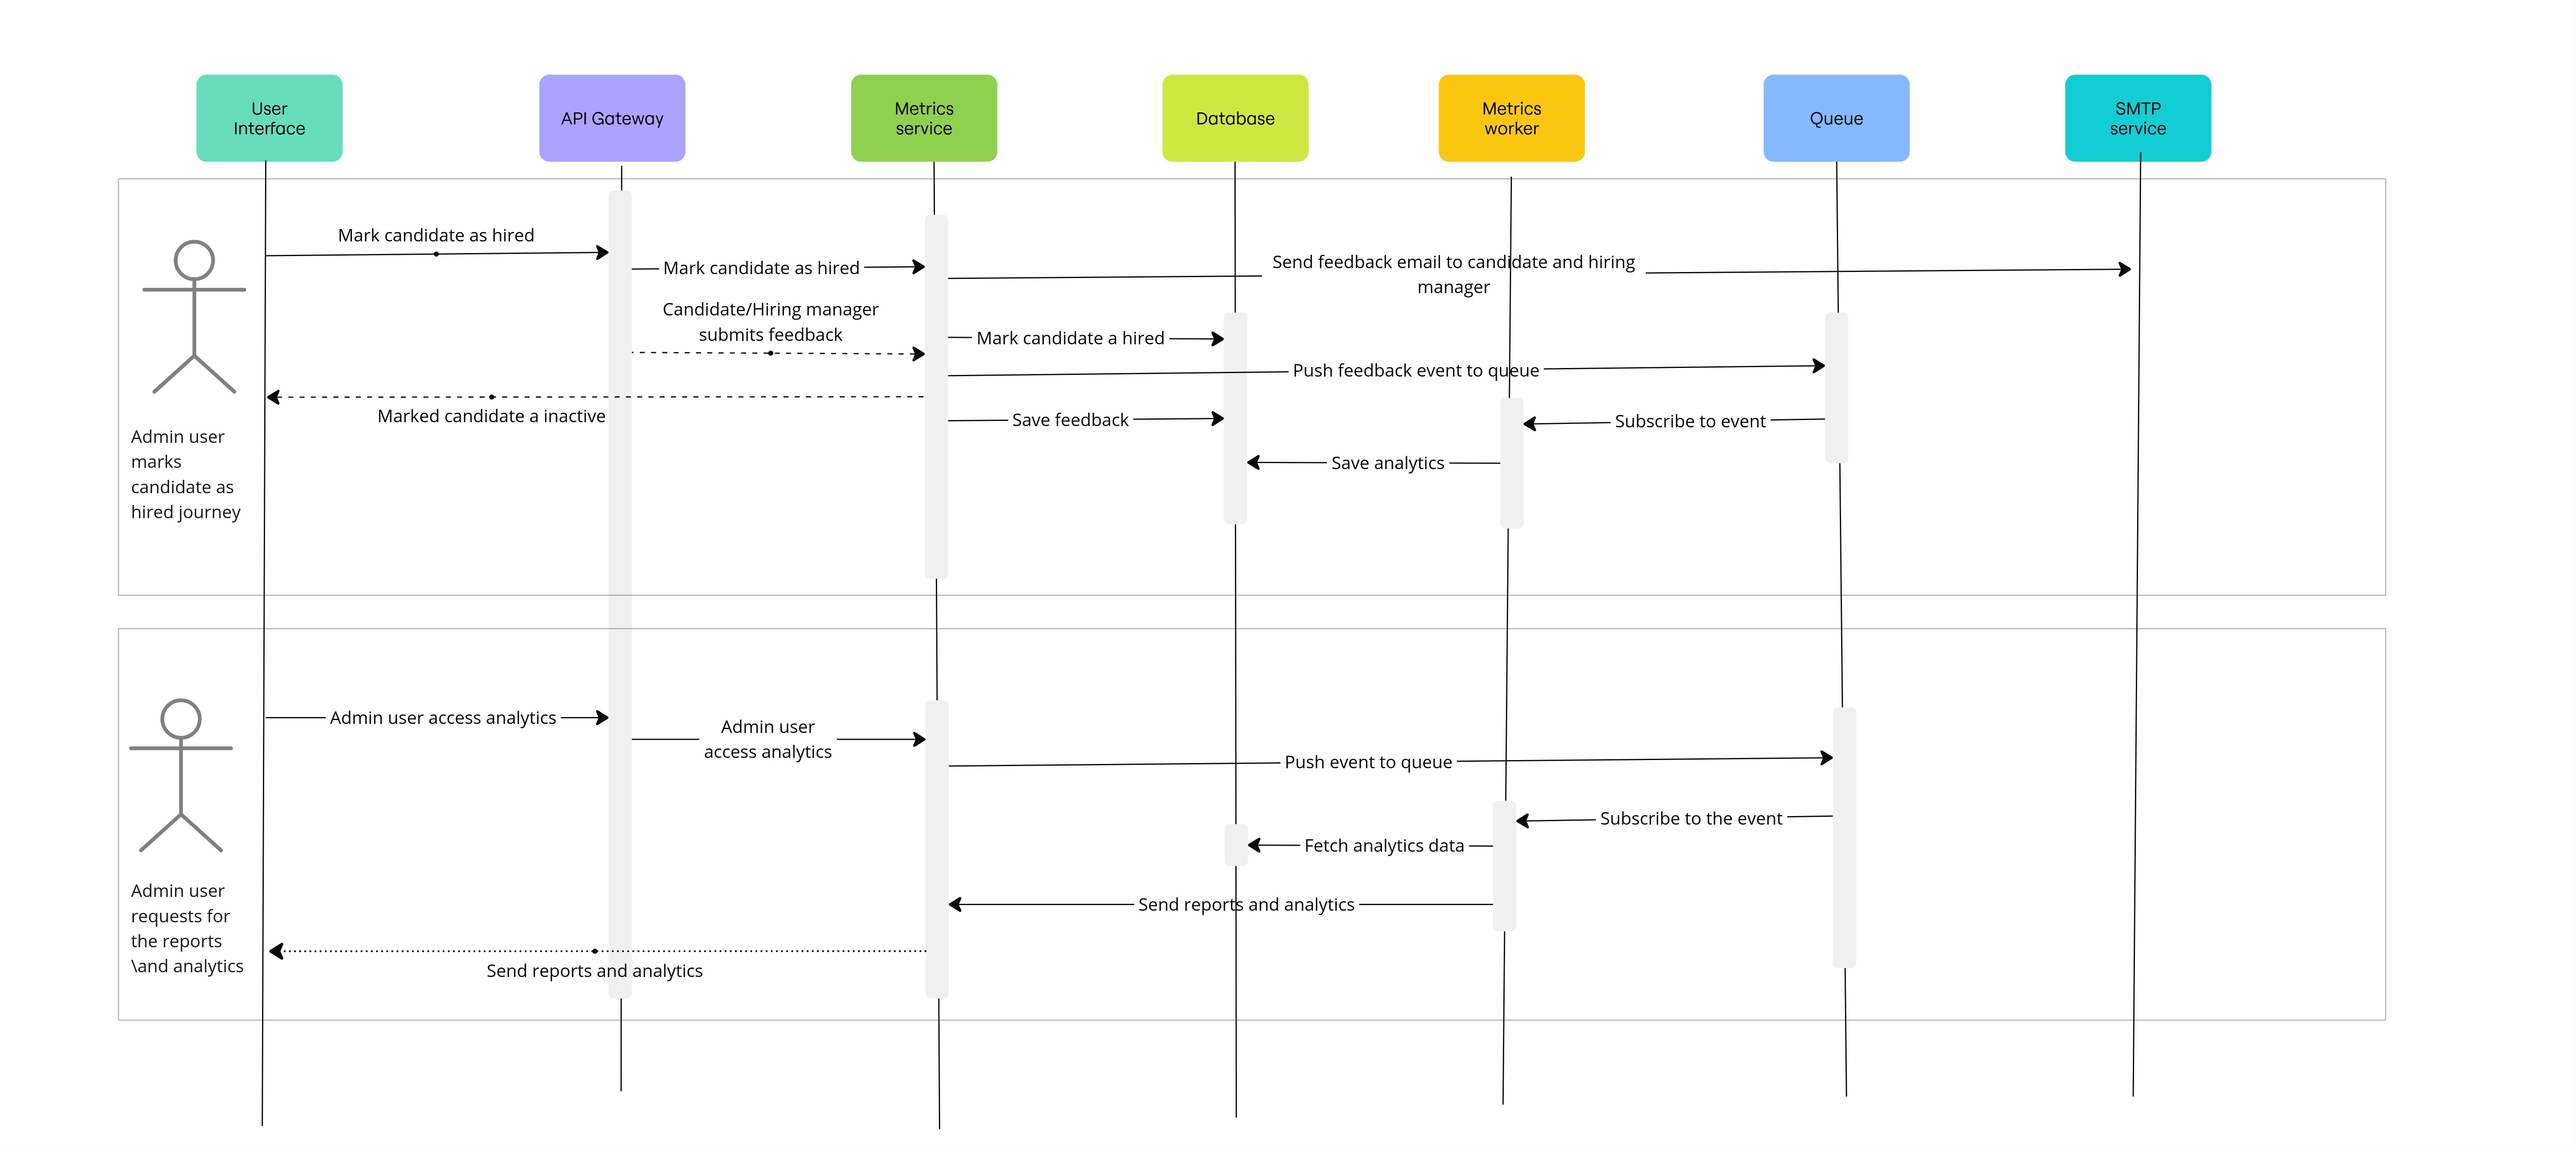 User
Interface
API Gateway
Metrics
service
Database
Metrics
worker
Queue
SMTP
service
Mark candidate as hired
Mark candidate as hired
Send feedback email to candidate and hiring
manager
Candidate/Hiring manager
submits feedback
Mark candidate a hired
Push feedback event to queue
Marked candidate a inactive
Save feedback
Subscribe to event
Save analytics
Admin user
marks
candidate as
hired journey
Admin user access analytics
Admin user
access analytics
Push event to queue
Subscribe to the event
Fetch analytics data
Send reports and analytics
Admin user
requests for
the reports
\and analytics
Send reports and analytics